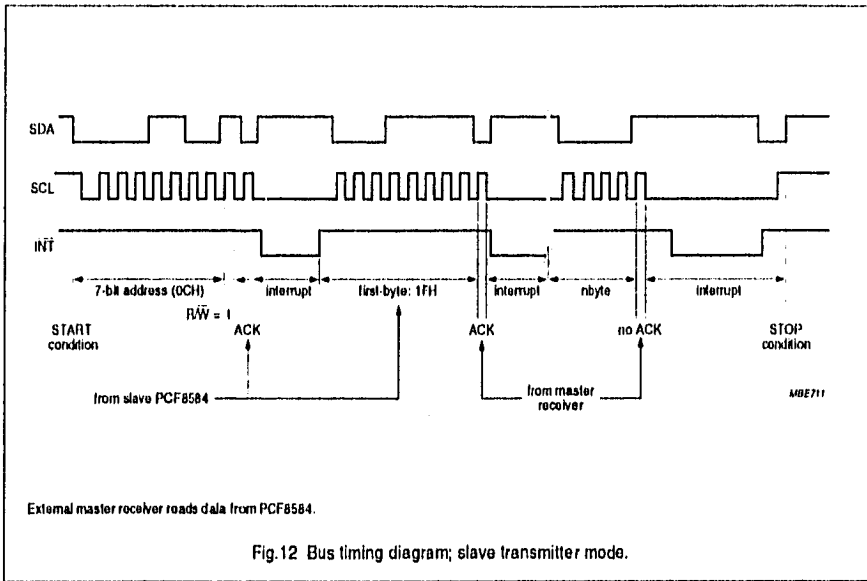 SDA
SCL
INT
7-bit address (0CH)
interrupt
first-byte: 1FH
interrupt
nbyte
interrupt
R/W = 1
START
condition
ACK
ACK
no ACK
STOP
condition
from slave PCF8584
from master
receiver
MBE711
External master receiver reads data from PCF8584.
Fig.12 Bus timing diagram; slave transmitter mode.